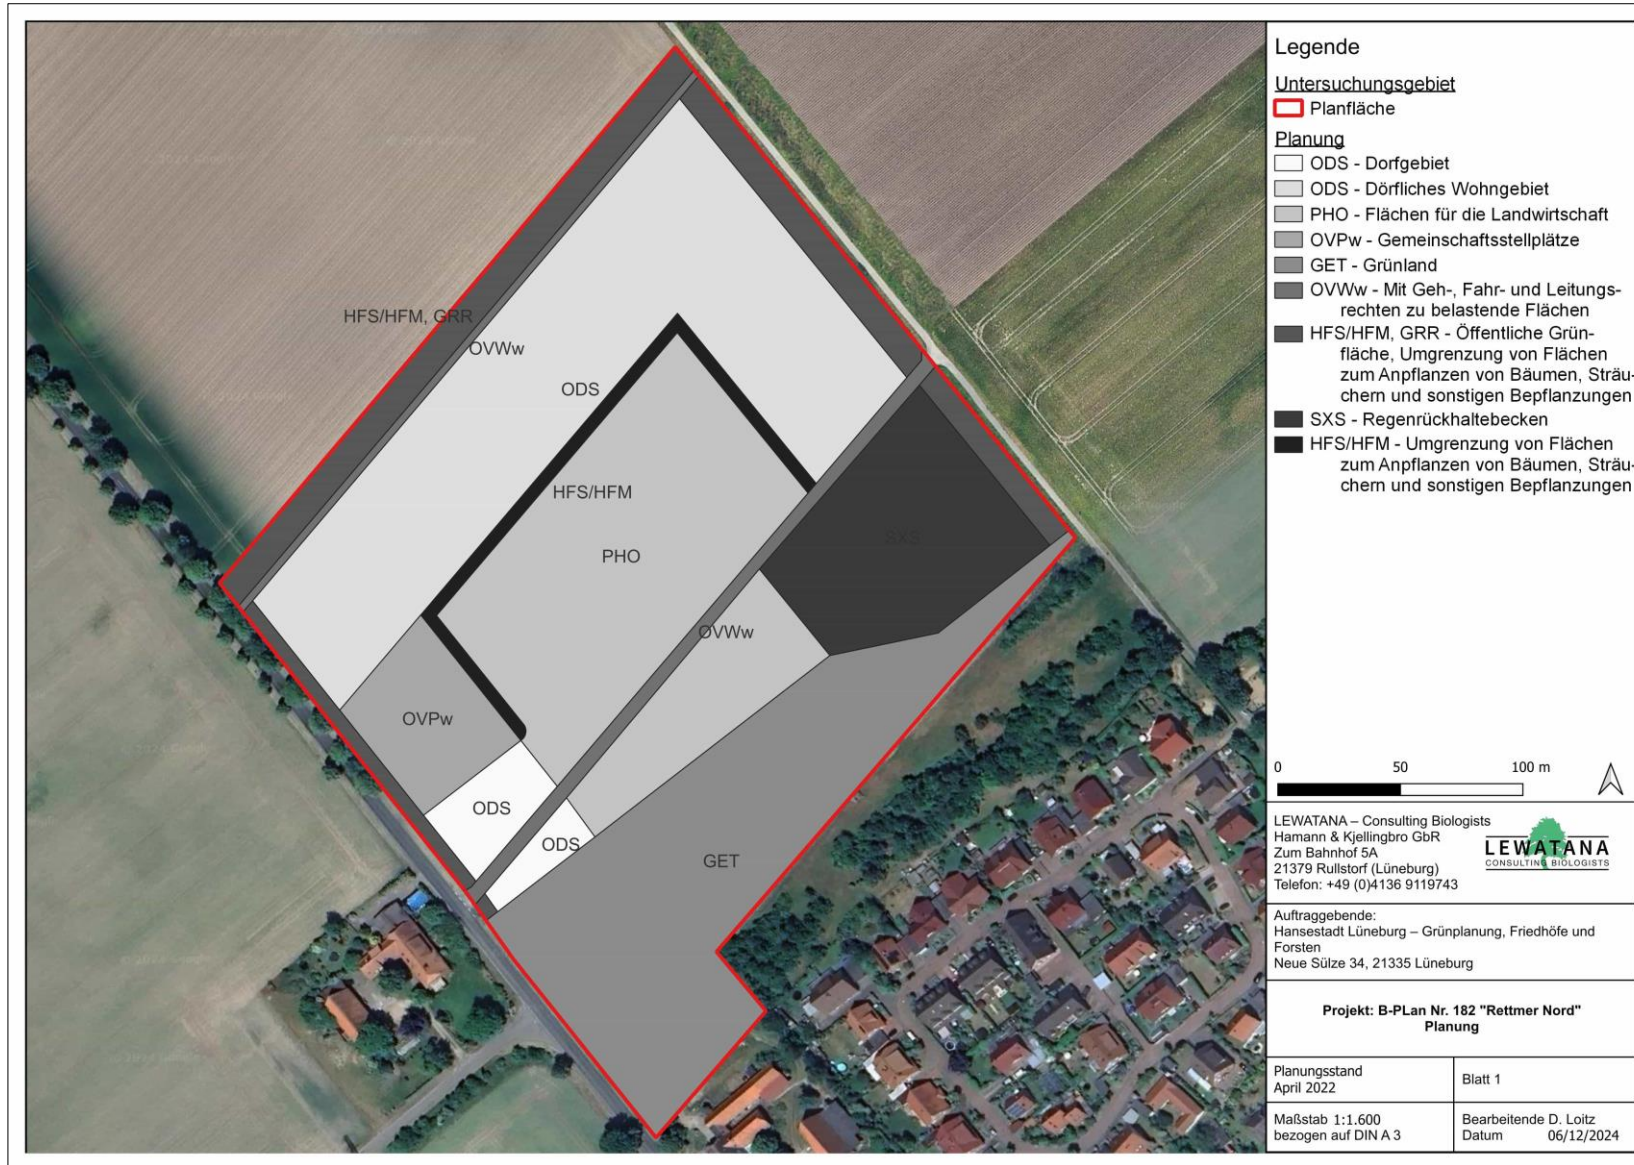 HFS/HFM, GRR
OVWw
ODS
HFS/HFM
PHO
SXS
OVWw
OVPw
ODS
ODS
GET
Legende
Untersuchungsgebiet
Planfläche
Planung
ODS - Dorfgebiet
ODS - Dörfliches Wohngebiet
PHO - Flächen für die Landwirtschaft
OVPw - Gemeinschaftsstellplätze
GET - Grünland
OVWw - Mit Geh-, Fahr- und Leitungs-
rechten zu belastende Flächen
HFS/HFM, GRR - Öffentliche Grün-
fläche, Umgrenzung von Flächen
zum Anpflanzen von Bäumen, Sträu-
chern und sonstigen Bepflanzungen
SXS - Regenrückhaltebecken
HFS/HFM - Umgrenzung von Flächen
zum Anpflanzen von Bäumen, Sträu-
chern und sonstigen Bepflanzungen
0 50 100 m
LEWATANA – Consulting Biologists
Hamann & Kjellingbro GbR
Zum Bahnhof 5A
21379 Rullstorf (Lüneburg)
Telefon: +49 (0)4136 9119743
LEWATANA
CONSULTING BIOLOGISTS
Auftraggebende:
Hansestadt Lüneburg – Grünplanung, Friedhöfe und
Forsten
Neue Sülze 34, 21335 Lüneburg
Projekt: B-PLan Nr. 182 "Rettmer Nord"
Planung
Planungsstand
April 2022
Blatt 1
Maßstab 1:1.600
bezogen auf DIN A 3
Bearbeitende D. Loitz
Datum 06/12/2024